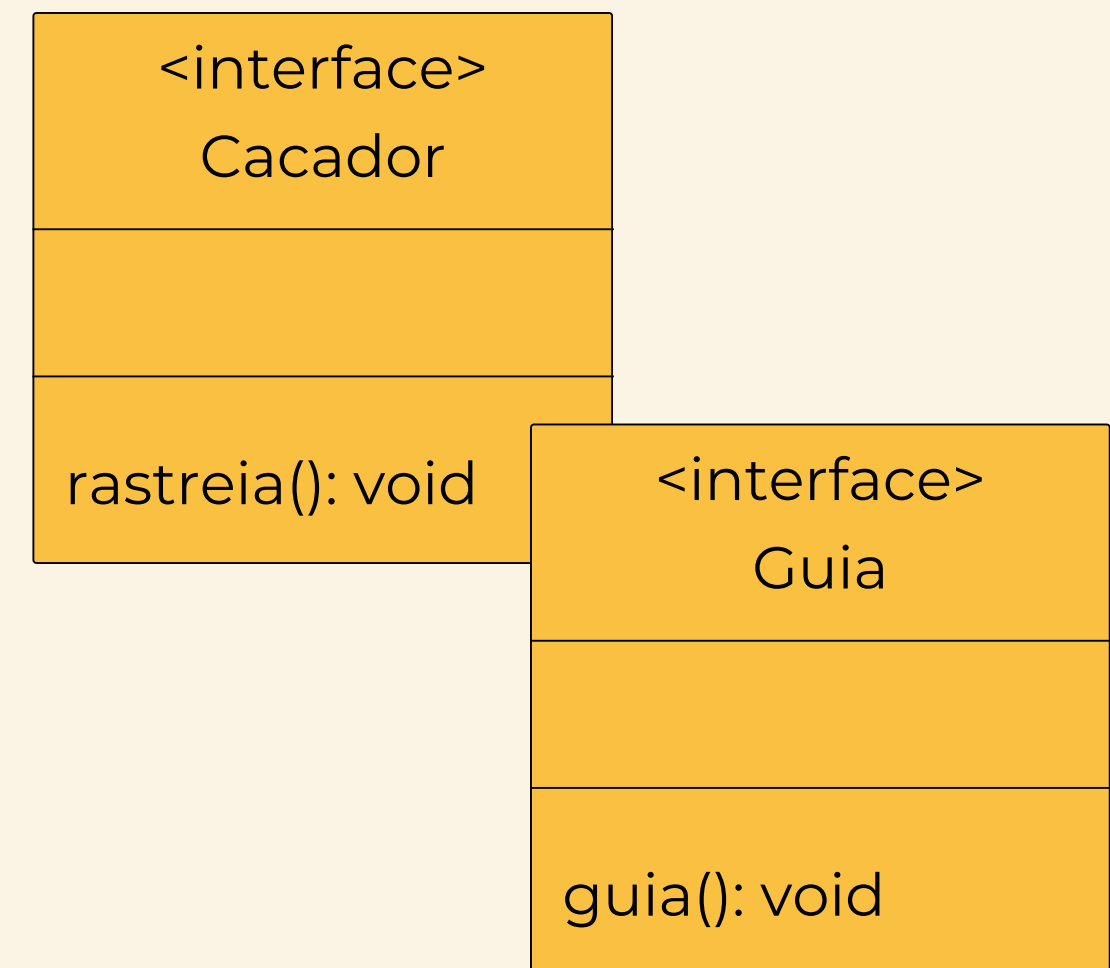 <interface>
Cacador
rastreia(): void
<interface>
Guia
guia(): void